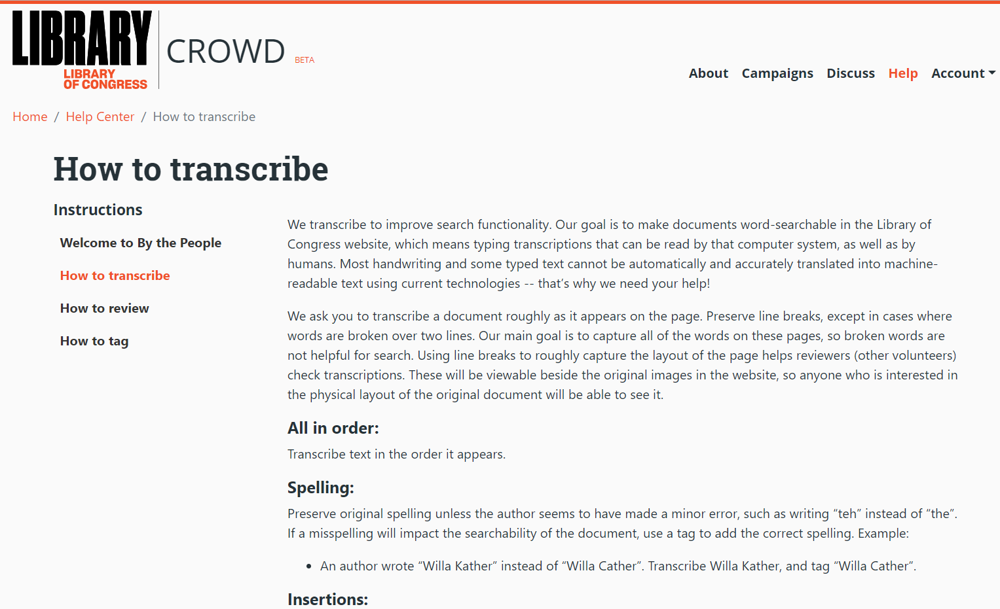 LIBRARY
LIBRARY
OF CONGRESS
CROWD BETA
About Campaigns Discuss Help Account
Home / Help Center / How to transcribe
How to transcribe
Instructions
Welcome to By the People
How to transcribe
How to review
How to tag
We transcribe to improve search functionality. Our goal is to make documents word-searchable in the Library of
Congress website, which means typing transcriptions that can be read by that computer system, as well as by
humans. Most handwriting and some typed text cannot be automatically and accurately translated into machine-
readable text using current technologies -- that’s why we need your help!
We ask you to transcribe a document roughly as it appears on the page. Preserve line breaks, except in cases where
words are broken over two lines. Our main goal is to capture all of the words on these pages, so broken words are
not helpful for search. Using line breaks to roughly capture the layout of the page helps reviewers (other volunteers)
check transcriptions. These will be viewable beside the original images in the website, so anyone who is interested in
the physical layout of the original document will be able to see it.
All in order:
Transcribe text in the order it appears.
Spelling:
Preserve original spelling unless the author seems to have made a minor error, such as writing “teh” instead of “the”.
If a misspelling will impact the searchability of the document, use a tag to add the correct spelling. Example:
• An author wrote “Willa Kather” instead of “Willa Cather”. Transcribe Willa Kather, and tag “Willa Cather”.
Insertions: